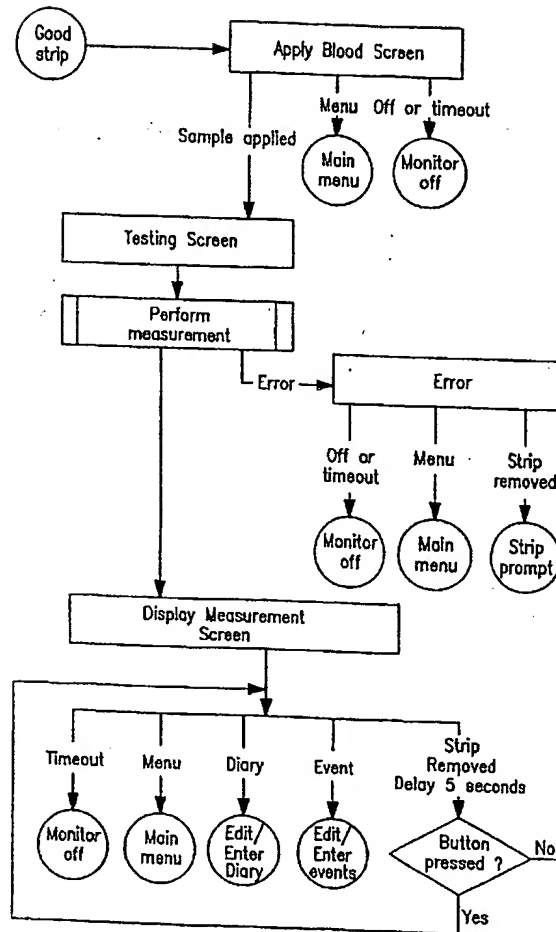 Good
strip
Apply Blood Screen
Menu
Off or timeout
Sample applied
Main
menu
Monitor
off
Testing Screen
Perform
measurement
Error
Error
Off or
timeout
Menu
Strip
removed
Monitor
off
Main
menu
Strip
prompt
Display Measurement
Screen
Timeout
Menu
Diary
Event
Strip
Removed
Delay 5 seconds
Monitor
off
Main
menu
Edit/
Enter
Diary
Edit/
Enter
events
Button
pressed ?
No
Yes